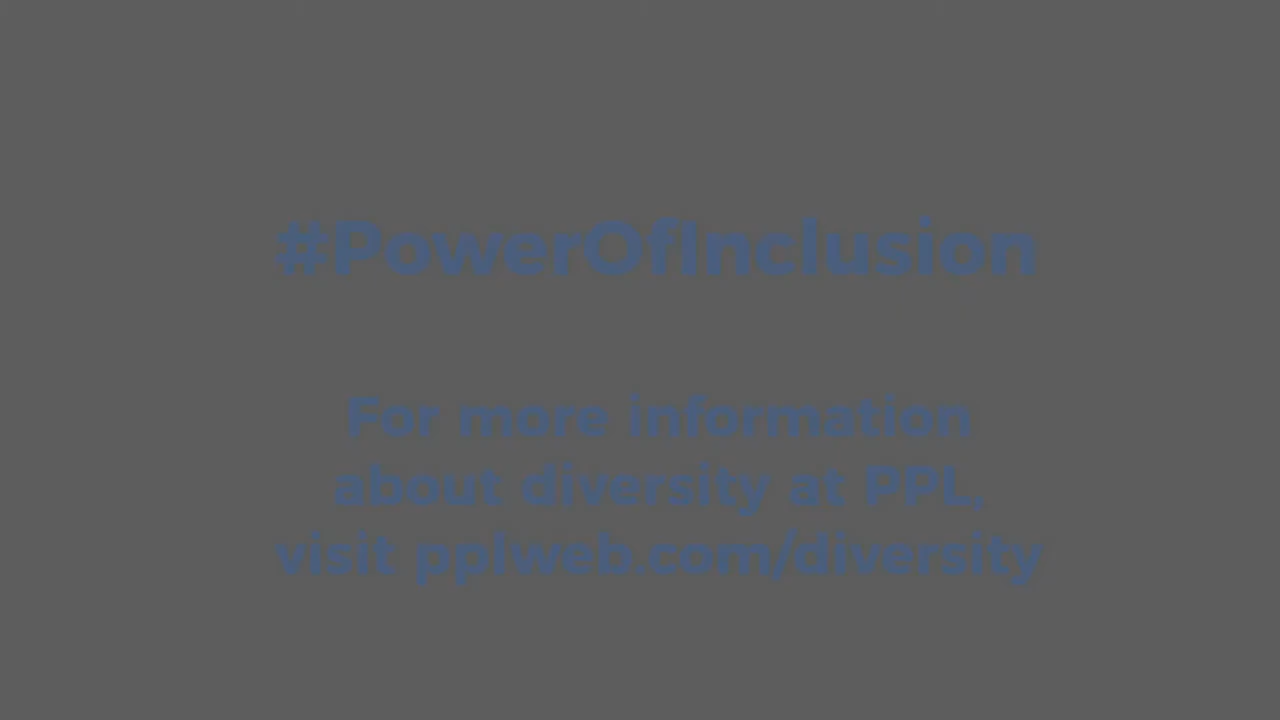 #PowerOfInclusion
For more information
about diversity at PPL,
visit pplweb.com/diversity